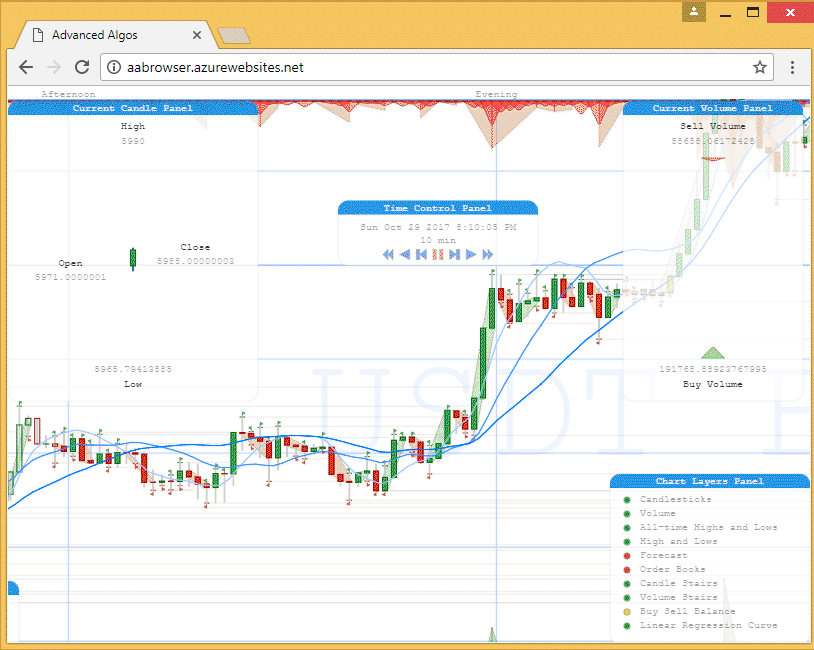 Advanced Algos
aabrowser.azurewebsites.net
Afternoon
Evening
Current Candle Panel
High
5990
Open
5971.0000001
Close
5988.00000003
5965.79413885
Low
Time Control Panel
Sun Oct 29 2017 8:10:05 PM
10 min
Current Volume Panel
Sell Volume
58658.06172428
191768.88923767995
Buy Volume
USDT
Chart Layers Panel
Candlesticks
Volume
All-time Highs and Lows
High and Lows
Forecast
Order Books
Candle Stairs
Volume Stairs
Buy Sell Balance
Linear Regression Curve